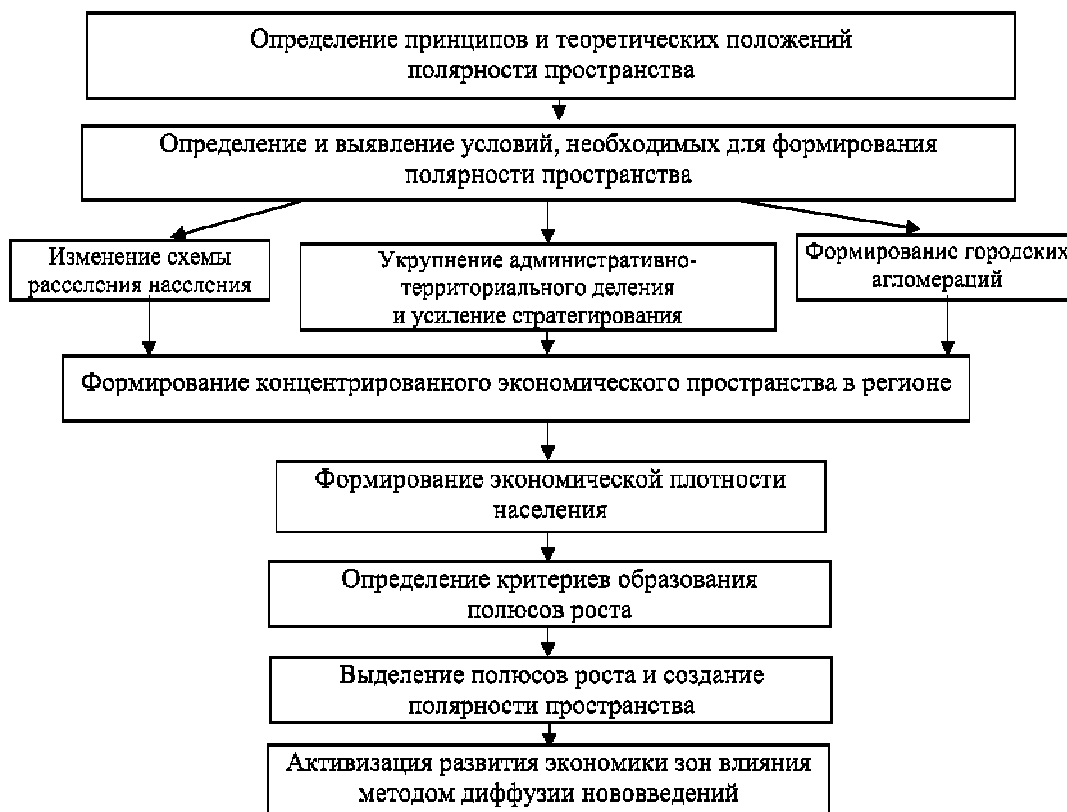 Определение принципов и теоретических положений
полярности пространства
Определение и выявление условий, необходимых для формирования
полярности пространства
Изменение схемы
расселения населения
Укрупнение административно-
территориального деления
и усиление стратегирования
Формирование городских
агломераций
Формирование концентрированного экономического пространства в регионе
Формирование экономической плотности
населения
Определение критериев образования
полюсов роста
Выделение полюсов роста и создание
полярности пространства
Активизация развития экономики зон влияния
методом диффузии нововведений